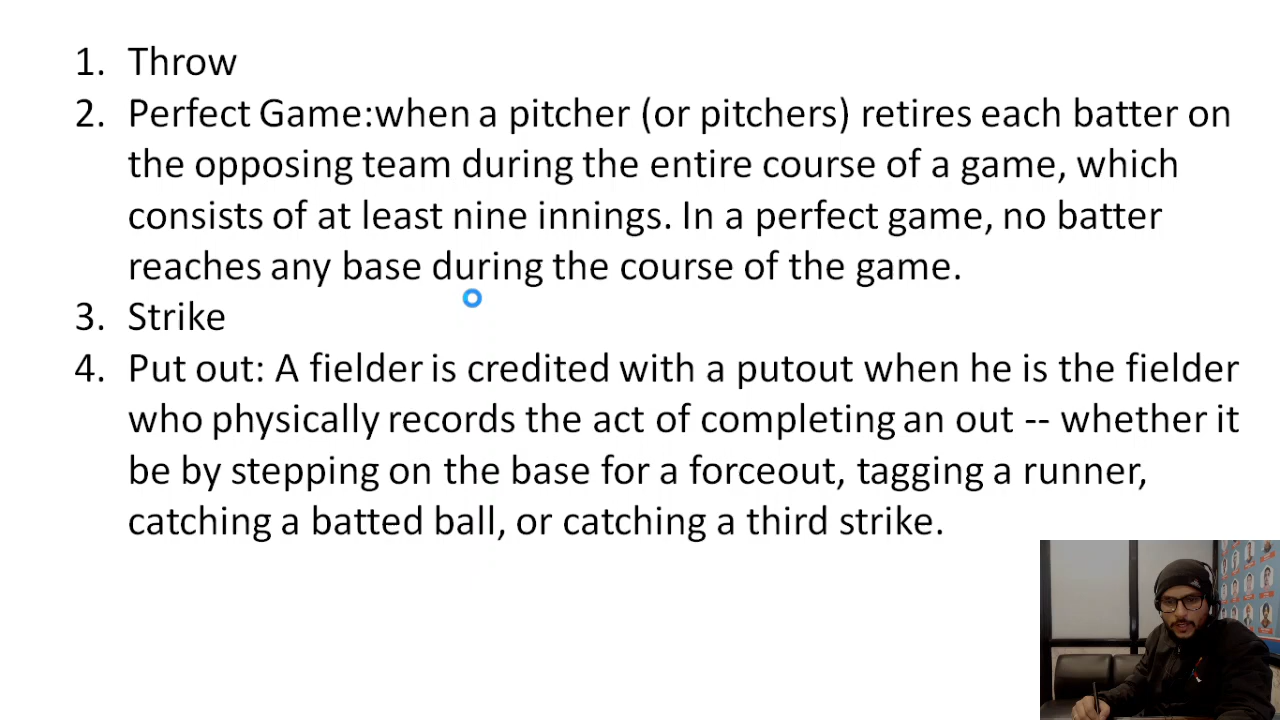 1. Throw
2. Perfect Game:when a pitcher (or pitchers) retires each batter on
the opposing team during the entire course of a game, which
consists of at least nine innings. In a perfect game, no batter
reaches any base during the course of the game.
3. Strike
4. Put out: A fielder is credited with a putout when he is the fielder
who physically records the act of completing an out -- whether it
be by stepping on the base for a forceout, tagging a runner,
catching a batted ball, or catching a third strike.